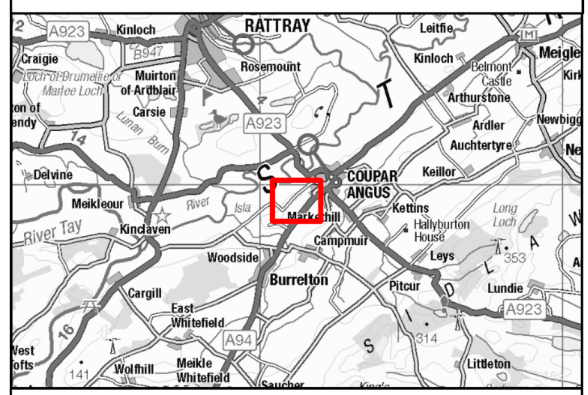 RATTRAY
2
A923
Kinloch
B947
Leitfie
M
Craigie
Rosemount
Kinloch
Meigle
Loch of Drumellie or
Marlee Loch
Muirton
of Ardblair
Belmont
Castle
Kirk
ton of
endy
Carsie
4
T
Arthurstone
A923
Newbigg
14
Lunan Burn
Ardler
Auchtertyre
Ne
Delvine
S
COUPAR
ANGUS
Keillor
Meikleour
River Isla
Markethill
Kettins
Long
Loch
River Tay
Kinclaven
Campmuir
Hallyburton
House
353
A
Woodside
Leys
Burrelton
Pitcur
L
Lundie
Cargill
D
A923
East
Whitefield
I
16
A94
S
314
West
ofts
141
Wolfhill
Meikle
Whitefield
Littleton
Saucher
King's